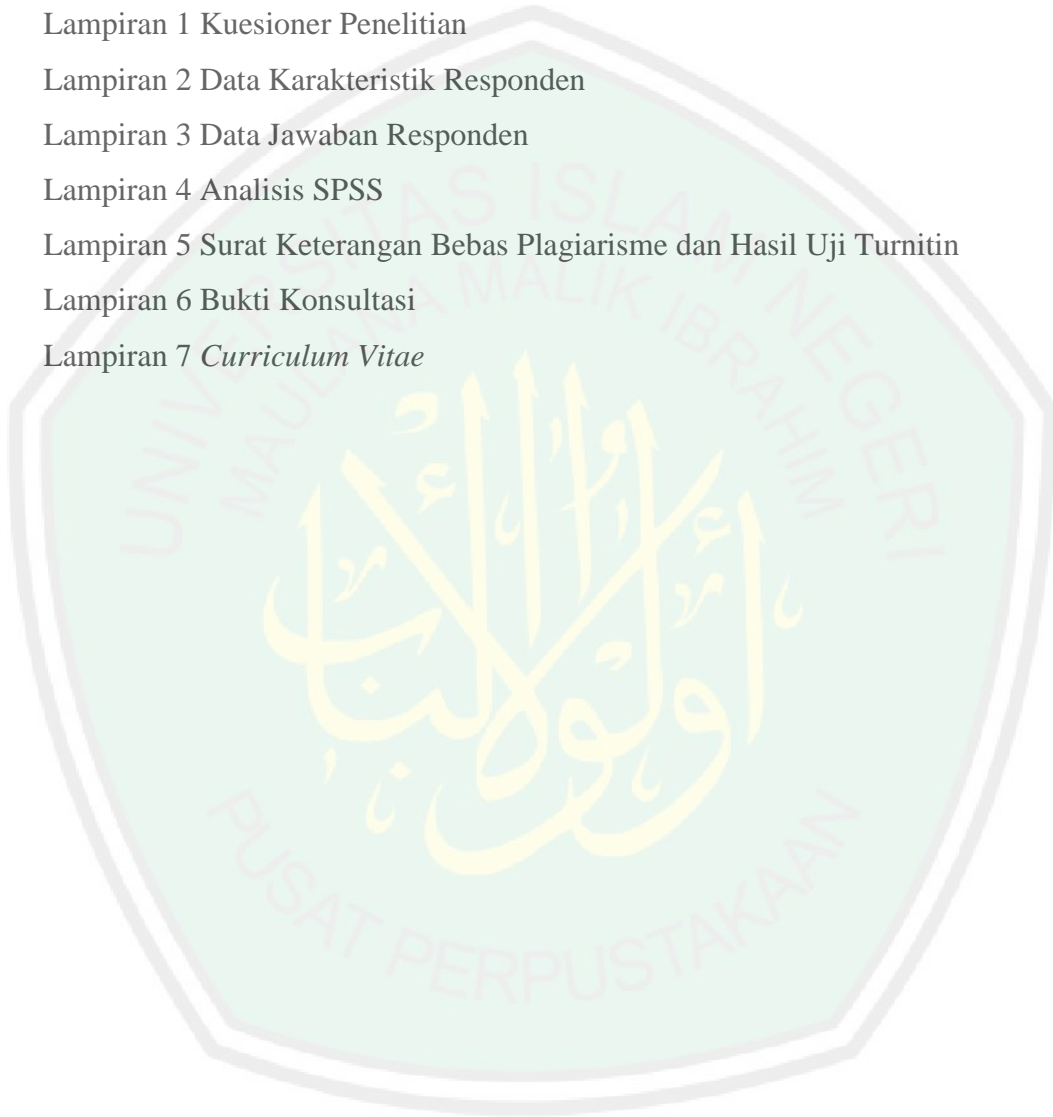 Lampiran 1 Kuesioner Penelitian
Lampiran 2 Data Karakteristik Responden
Lampiran 3 Data Jawaban Responden
Lampiran 4 Analisis SPSS
Lampiran 5 Surat Keterangan Bebas Plagiarisme dan Hasil Uji Turnitin
Lampiran 6 Bukti Konsultasi
Lampiran 7 Curriculum Vitae
UNIVERSITAS ISLAM NEGERI
MAULANA MALIK IBRAHIM
أولوا الألباب
PUSAT PERPUSTAKAAN